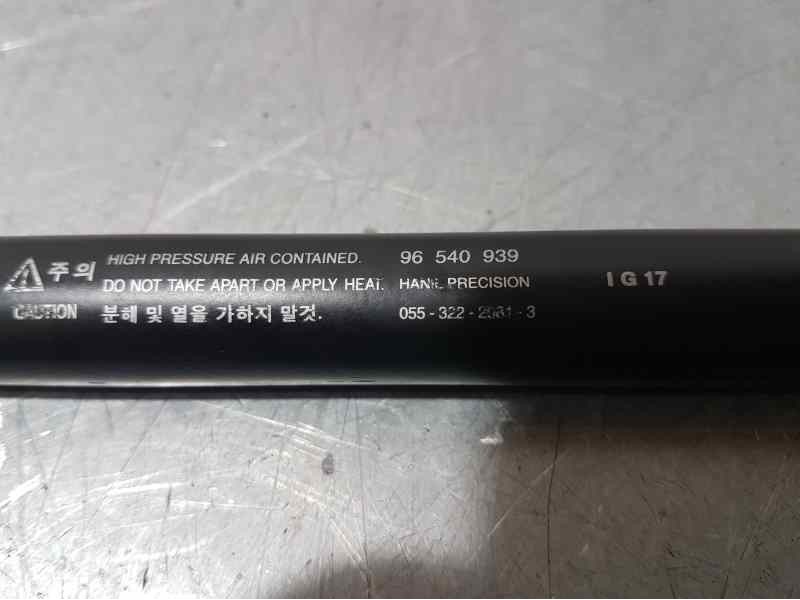 주의 HIGH PRESSURE AIR CONTAINED. 96 540 939
DO NOT TAKE APART OR APPLY HEAT. HANIL PRECISION I G 17
CAUTION 분해 및 열을 가하지 말것. 055-322-2081-3